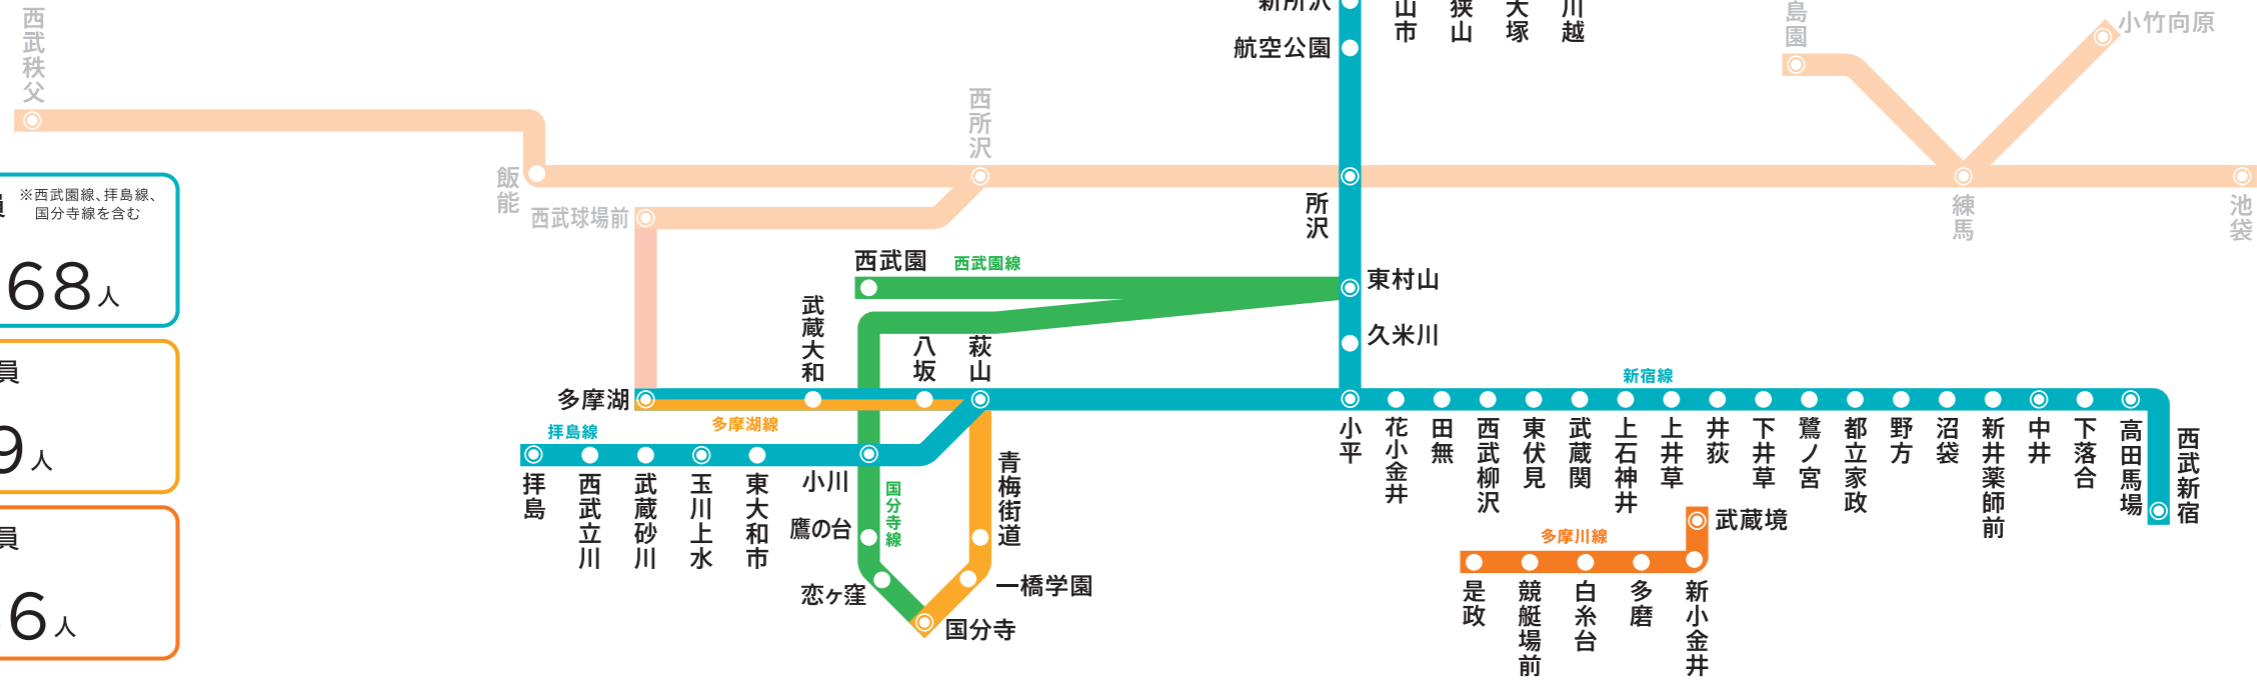 西武秩父
新所沢
航空公園
山市
狭山
大塚
川越
島園
小竹向原
西所沢
飯能
西武球場前
所沢
練馬
池袋
員
※西武園線、拝島線、
国分寺線を含む
68人
員
9人
員
6人
西武園
西武園線
東村山
久米川
武蔵大和
八坂
萩山
多摩湖
多摩湖線
拝島線
新宿線
拝島
西武立川
武蔵砂川
玉川上水
東大和市
小川
鷹の台
国分寺線
恋ヶ窪
国分寺
一橋学園
青梅街道
小平
花小金井
田無
西武柳沢
東伏見
武蔵関
上石神井
上井草
井荻
下井草
鷺ノ宮
都立家政
野方
沼袋
新井薬師前
中井
下落合
高田馬場
西武新宿
武蔵境
多摩川線
是政
競艇場前
白糸台
多磨
新小金井